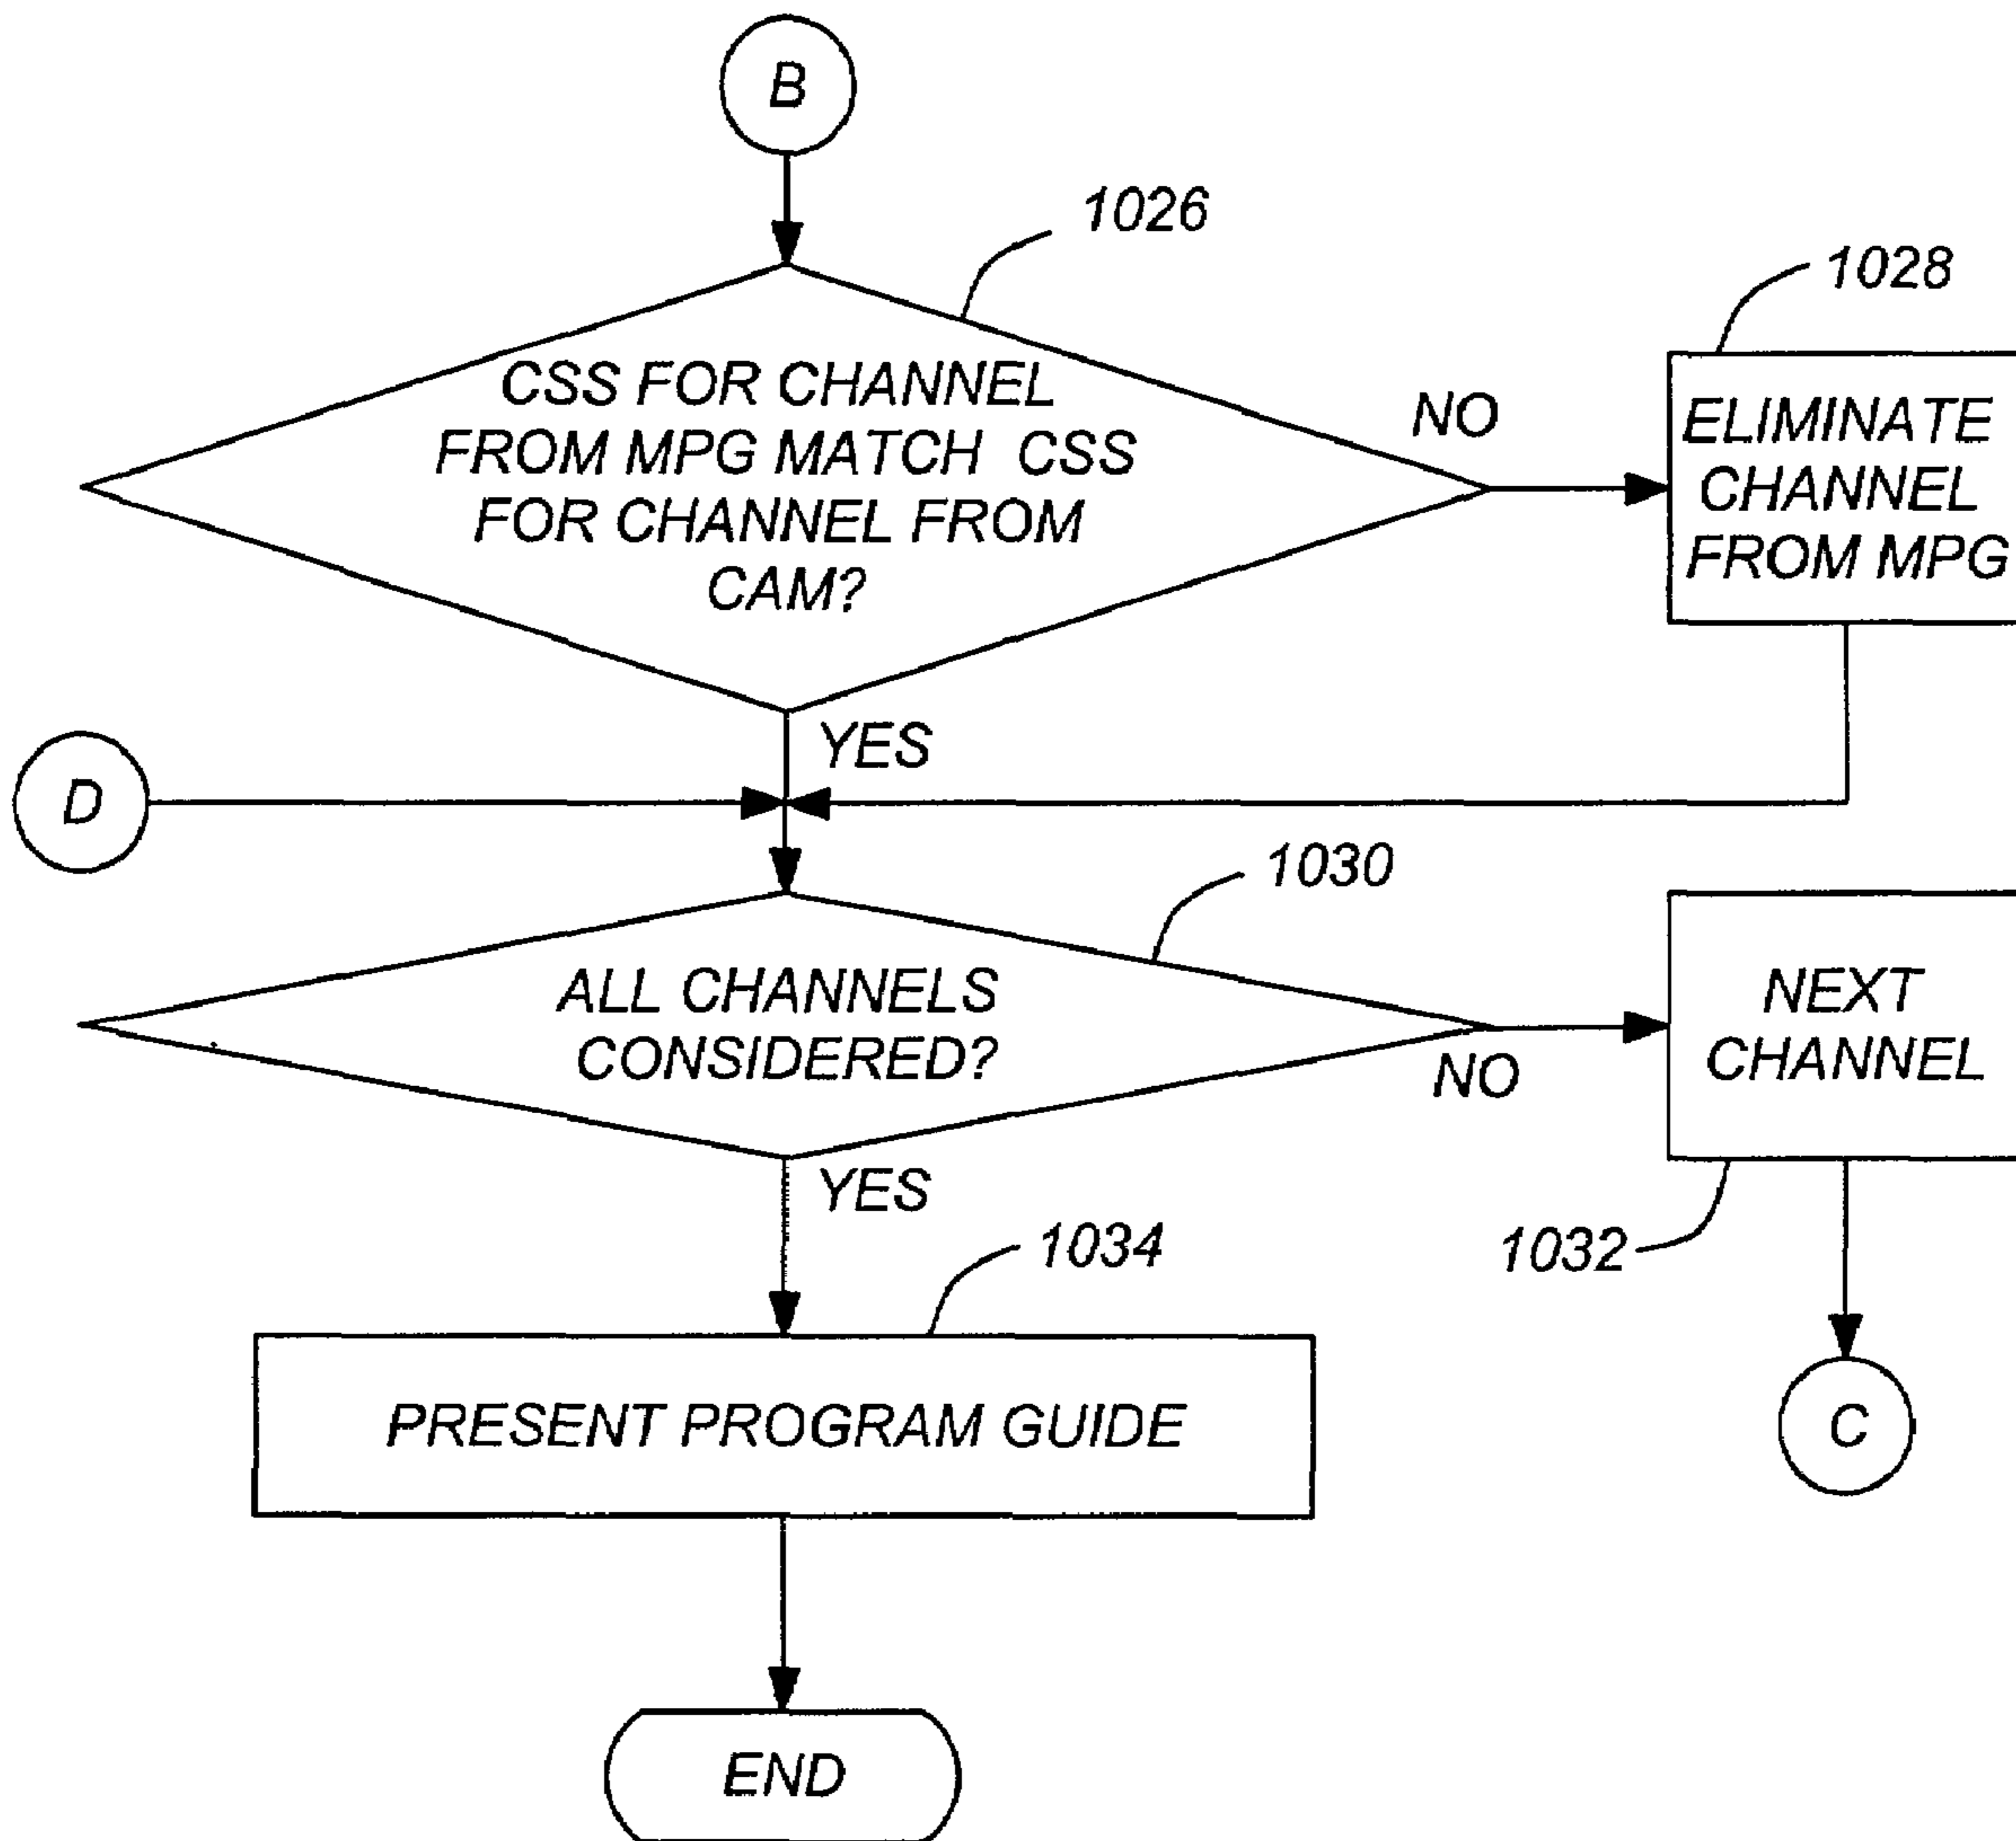 B
1026
CSS FOR CHANNEL
FROM MPG MATCH CSS
FOR CHANNEL FROM
CAM?
NO
1028
ELIMINATE
CHANNEL
FROM MPG
YES
D
1030
ALL CHANNELS
CONSIDERED?
NO
NEXT
CHANNEL
1032
YES
1034
PRESENT PROGRAM GUIDE
C
END